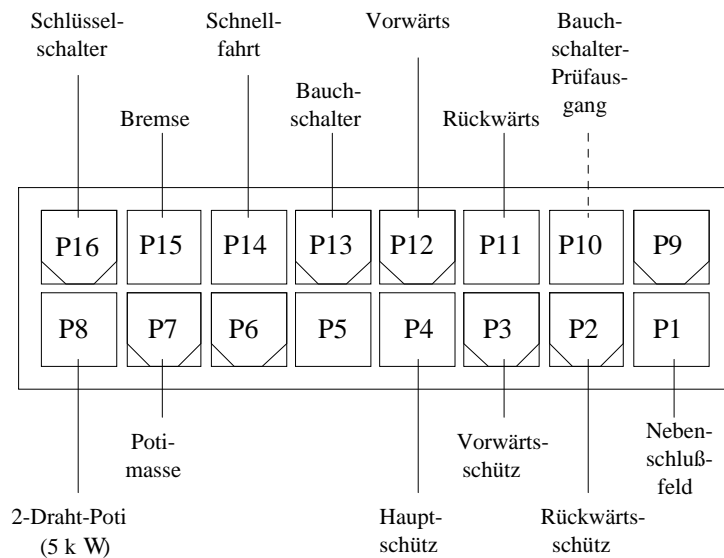 Schlüssel-
schalter
Bremse
Schnell-
fahrt
Bauch-
schalter
Vorwärts
Rückwärts
Bauch-
schalter-
Prüfaus-
gang
P16 P15 P14 P13 P12 P11 P10 P9
P8 P7 P6 P5 P4 P3 P2 P1
2-Draht-Poti
(5 k W)
Poti-
masse
Haupt-
schütz
Vorwärts-
schütz
Rückwärts-
schütz
Neben-
schluß-
feld